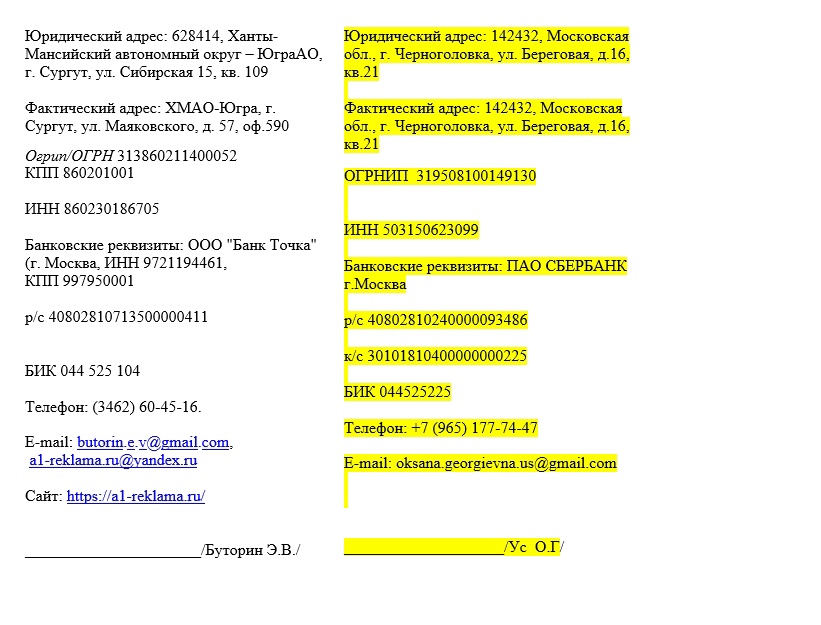 Юридический адрес: 628414, Ханты-
Мансийский автономный округ – ЮграАО,
г. Сургут, ул. Сибирская 15, кв. 109
Фактический адрес: ХМАО-Югра, г.
Сургут, ул. Маяковского, д. 57, оф.590
Огрип/ОГРН 313860211400052
КПП 860201001
ИНН 860230186705
Банковские реквизиты: ООО "Банк Точка"
(г. Москва, ИНН 9721194461,
КПП 997950001
р/с 40802810713500000411
БИК 044 525 104
Телефон: (3462) 60-45-16.
E-mail: butorin.e.v@gmail.com,
a1-reklama.ru@yandex.ru
Сайт: https://a1-reklama.ru/
______________________/Буторин Э.В./
Юридический адрес: 142432, Московская
обл., г. Черноголовка, ул. Береговая, д.16,
кв.21
Фактический адрес: 142432, Московская
обл., г. Черноголовка, ул. Береговая, д.16,
кв.21
ОГРНИП  319508100149130
ИНН 503150623099
Банковские реквизиты: ПАО СБЕРБАНК
г.Москва
р/с 40802810240000093486
к/с 30101810400000000225
БИК 044525225
Телефон: +7 (965) 177-74-47
E-mail: oksana.georgievna.us@gmail.com
____________________/Ус  О.Г/